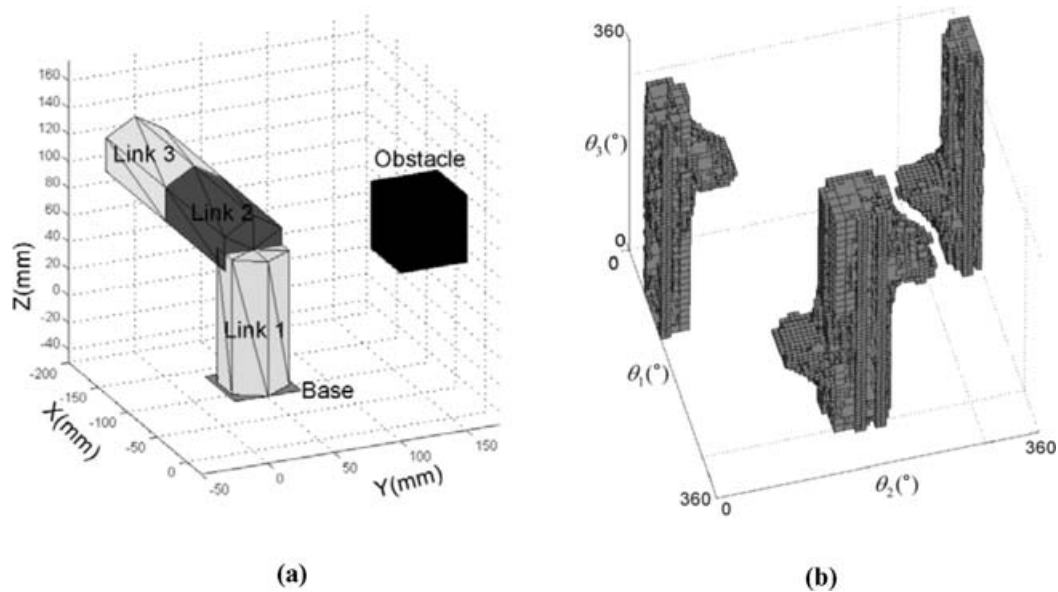 160
140
120
100
80
60
40
20
0
-20
-40
Z(mm)
-200
-150
-100
-50
0
X(mm)
-50
0
50
100
150
Y(mm)
Link 3
Link 2
Link 1
Base
Obstacle
(a)
360
θ3(°)
0
0
θ1(°)
360
0
θ2(°)
360
(b)